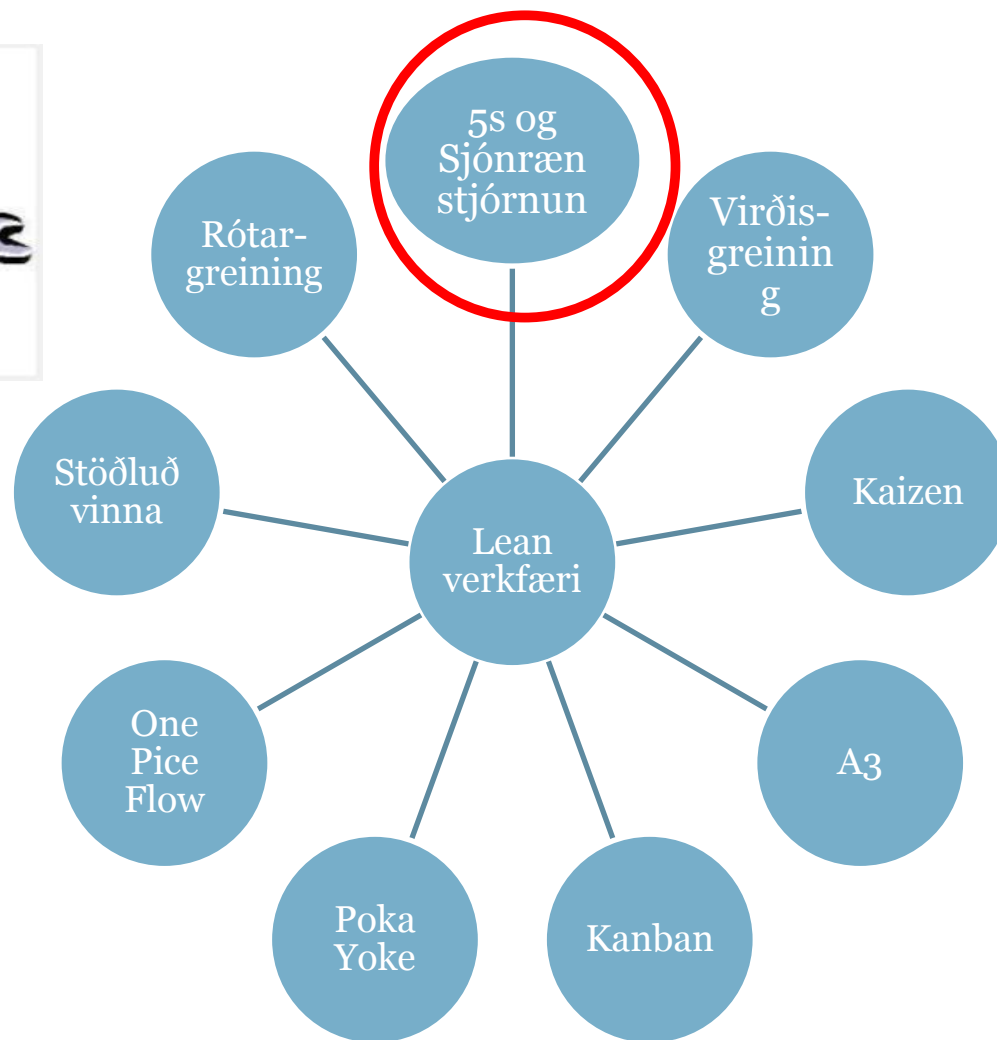 5s og
Sjónræn
stjórnun
Virðis-
greinin
g
Kaizen
A3
Kanban
Poka
Yoke
One
Pice
Flow
Stöðluð
vinna
Rótar-
greining
Lean
verkfæri